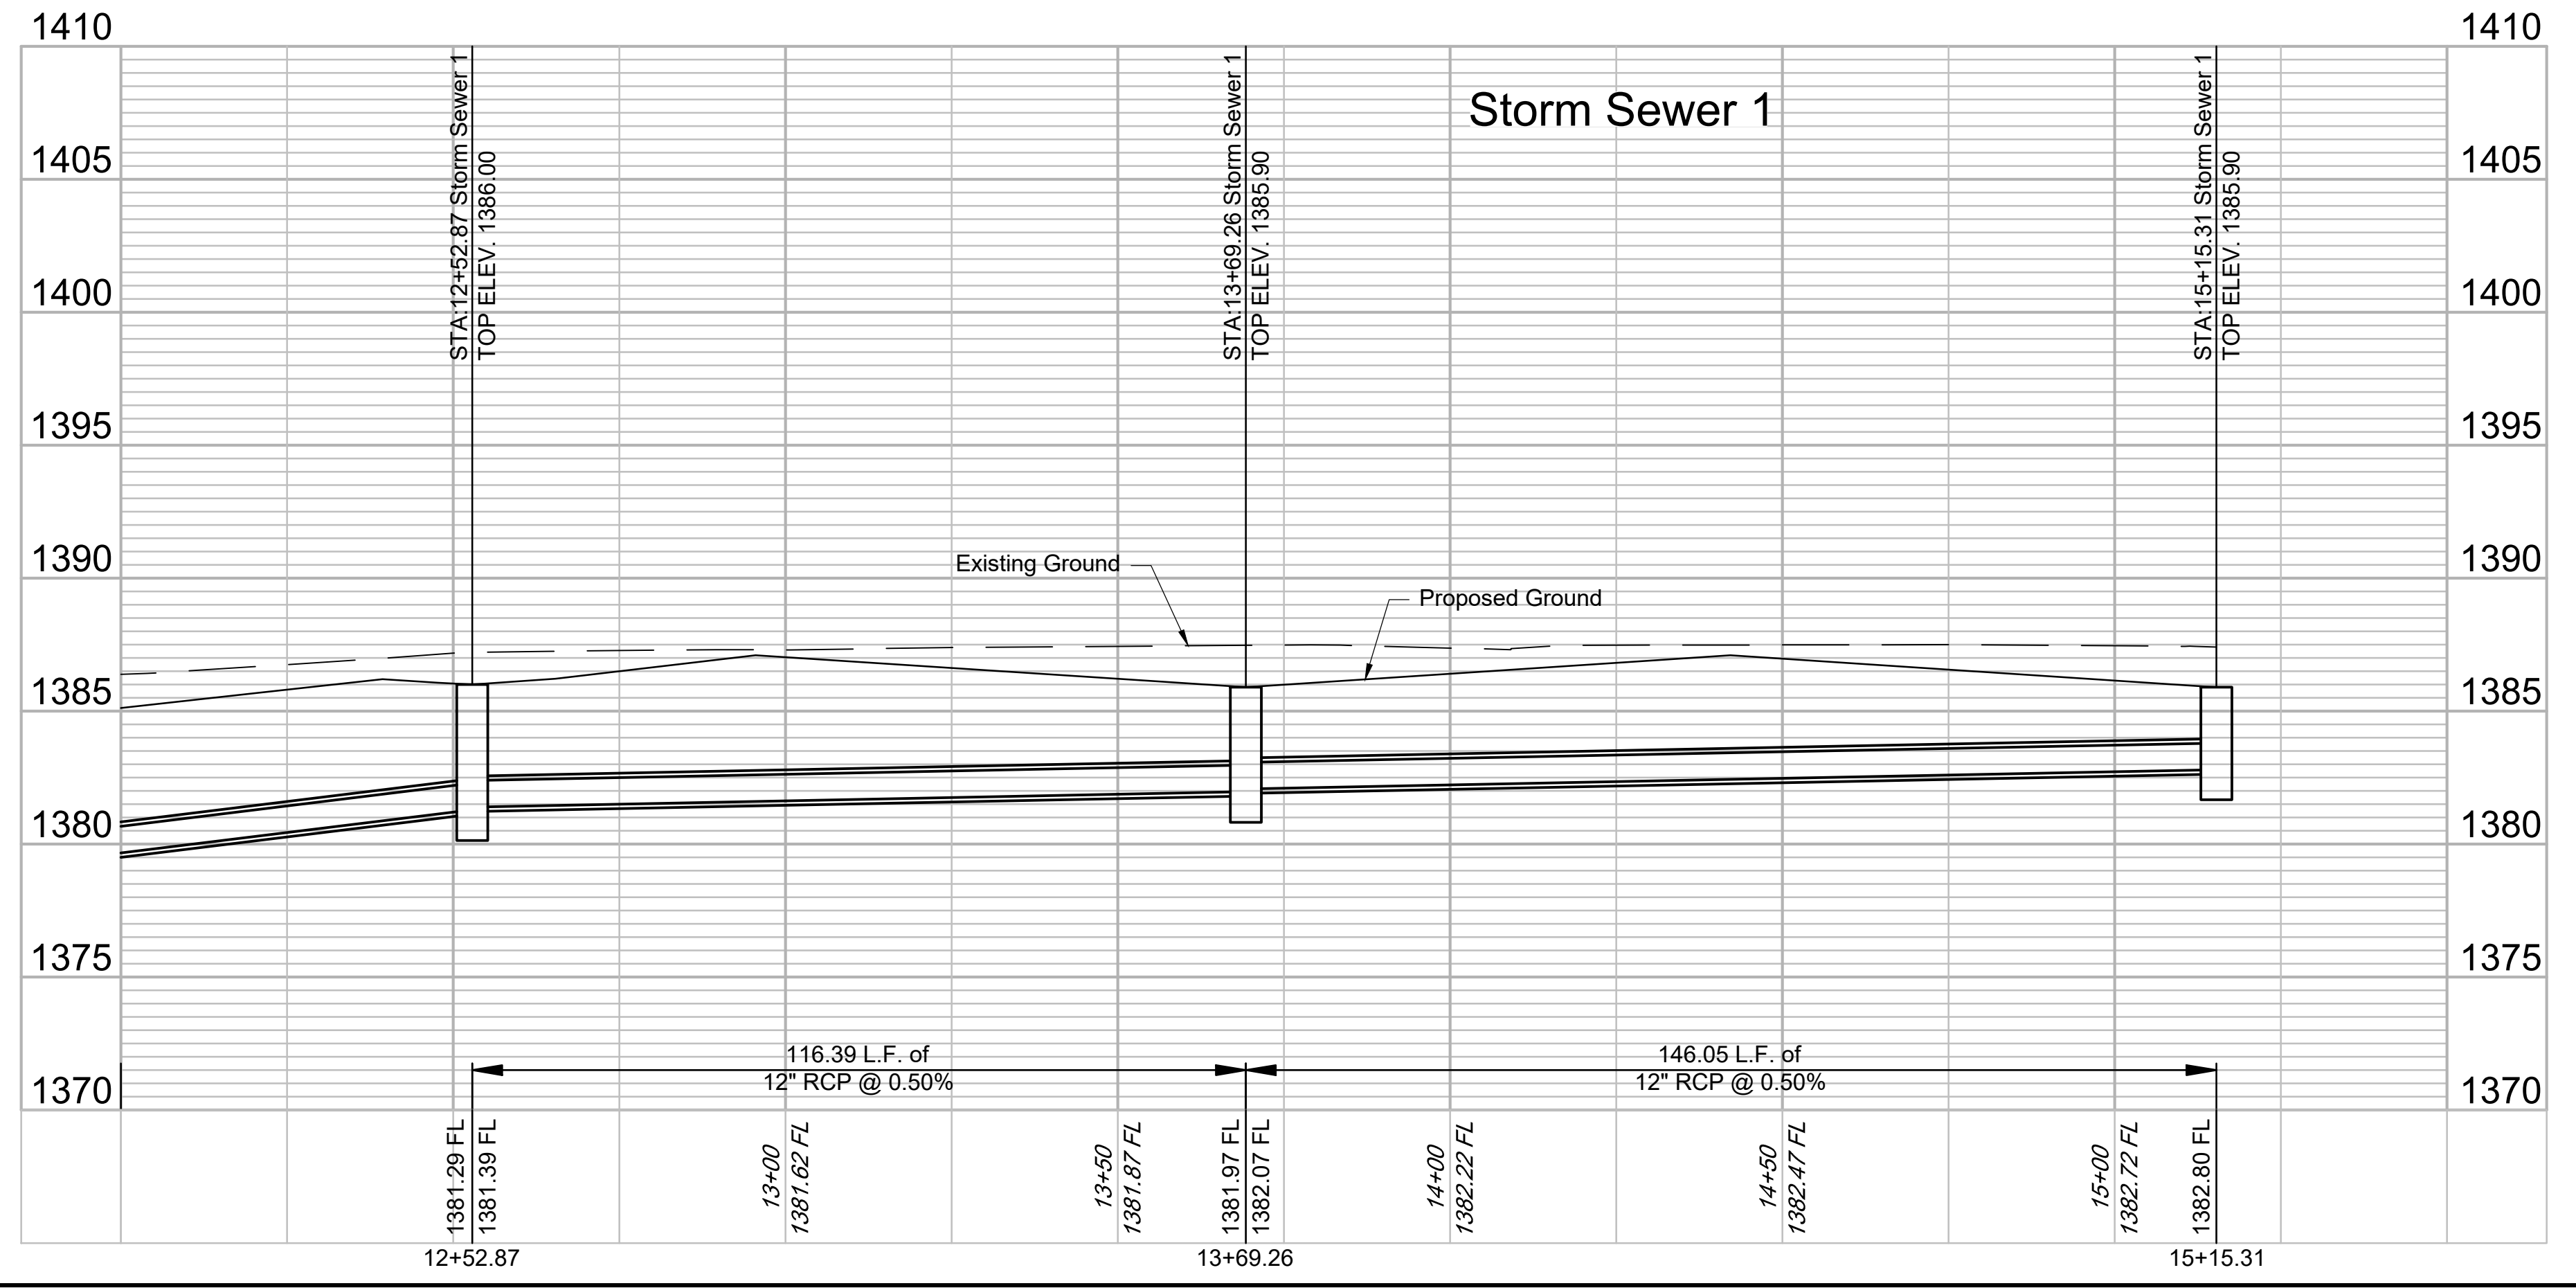 1410
1410
Storm Sewer 1
STA:12+52.87 Storm Sewer 1
TOP ELEV. 1386.00
STA:13+69.26 Storm Sewer 1
TOP ELEV. 1385.90
STA:15+15.31 Storm Sewer 1
TOP ELEV. 1385.90
1405
1405
1400
1400
1395
1395
1390
1390
Existing Ground
Proposed Ground
1385
1385
1380
1380
1375
1375
116.39 L.F. of
12" RCP @ 0.50%
146.05 L.F. of
12" RCP @ 0.50%
1370
1370
1381.29 FL
1381.39 FL
13+00
1381.62 FL
13+50
1381.87 FL
1381.97 FL
1382.07 FL
14+00
1382.22 FL
14+50
1382.47 FL
15+00
1382.72 FL
1382.80 FL
12+52.87
13+69.26
15+15.31